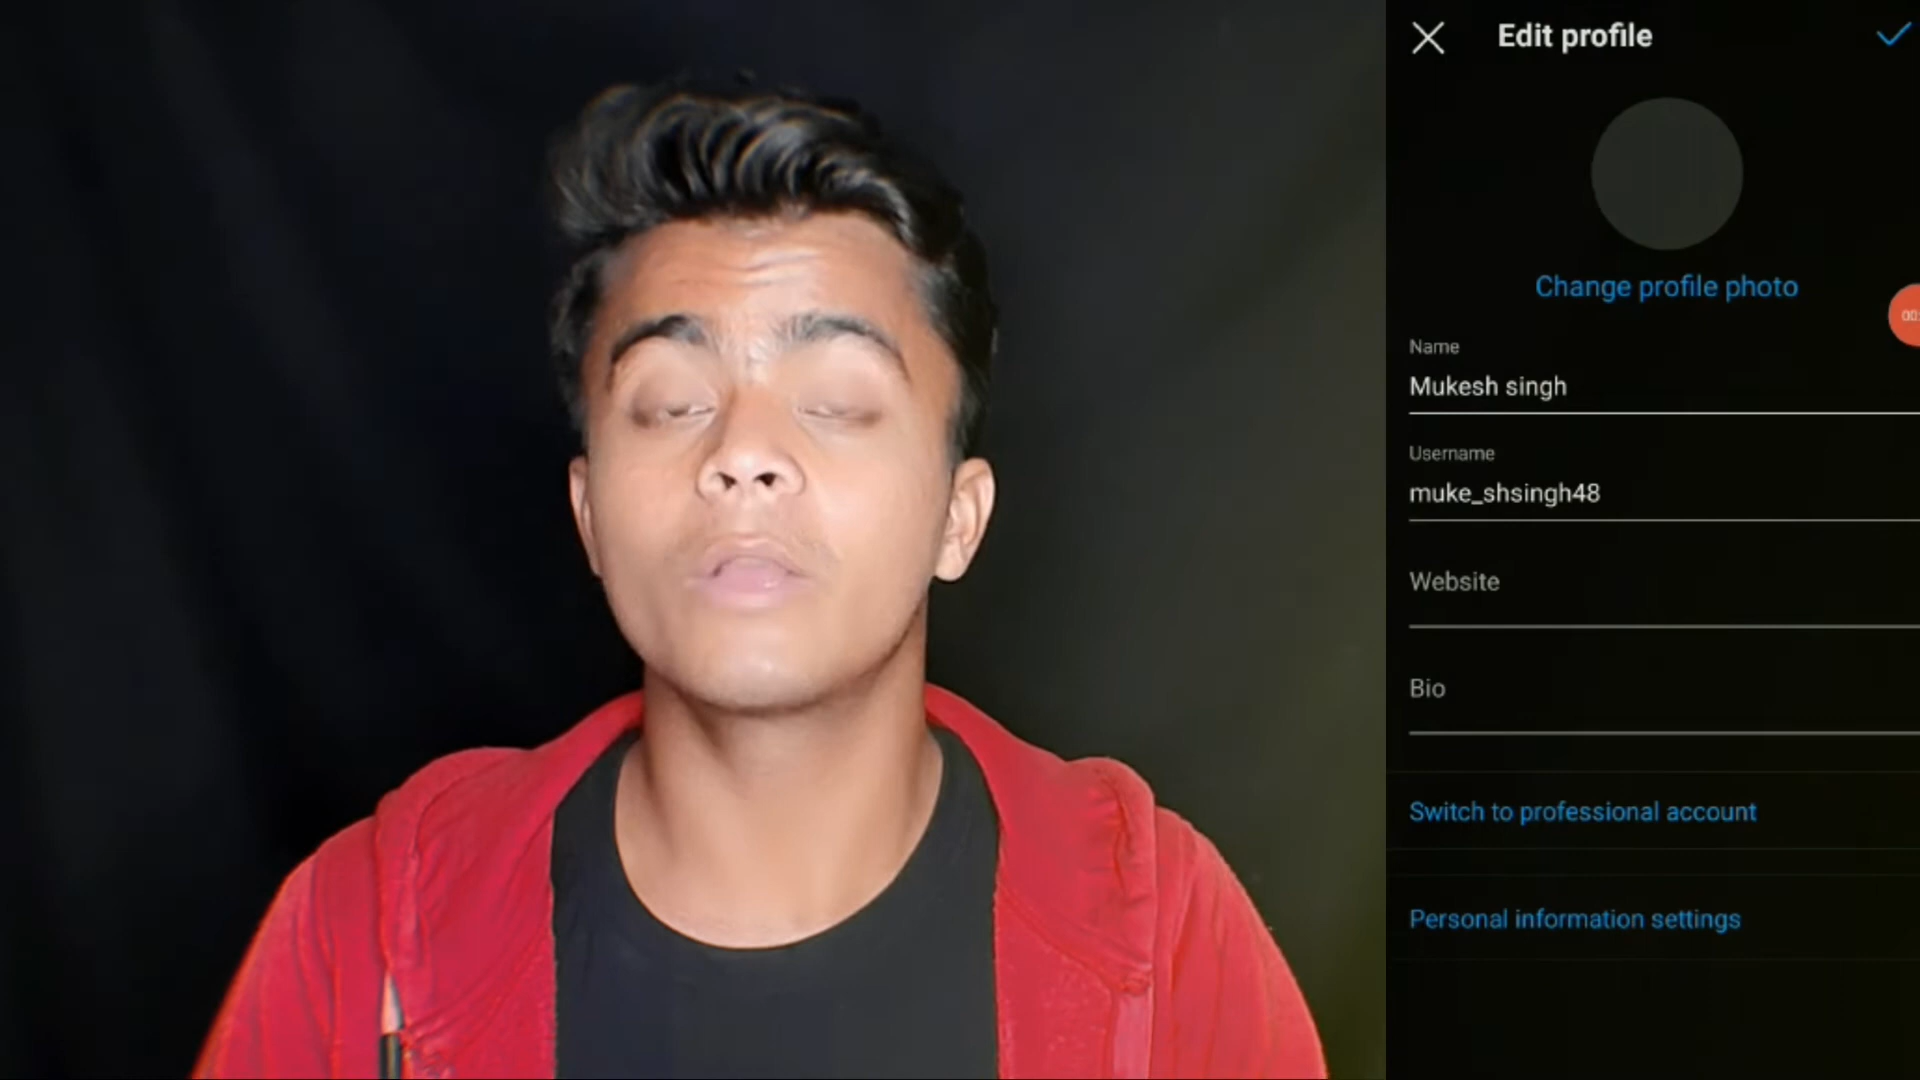 Edit profile
Change profile photo
00:
Name
Mukesh singh
Username
muke_shsingh48
Website
Bio
Switch to professional account
Personal information settings